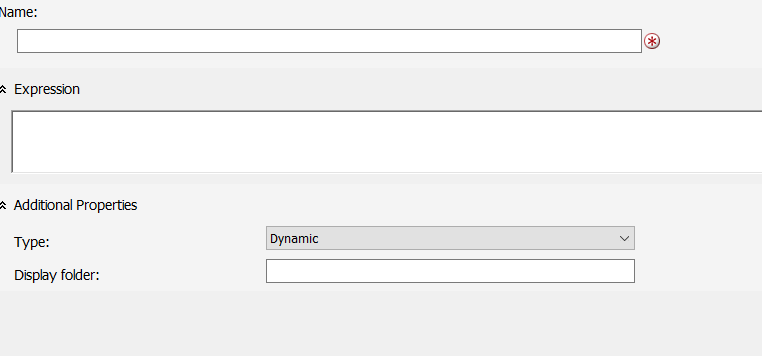 Name:
Expression
Additional Properties
Type:
Dynamic
Display folder: